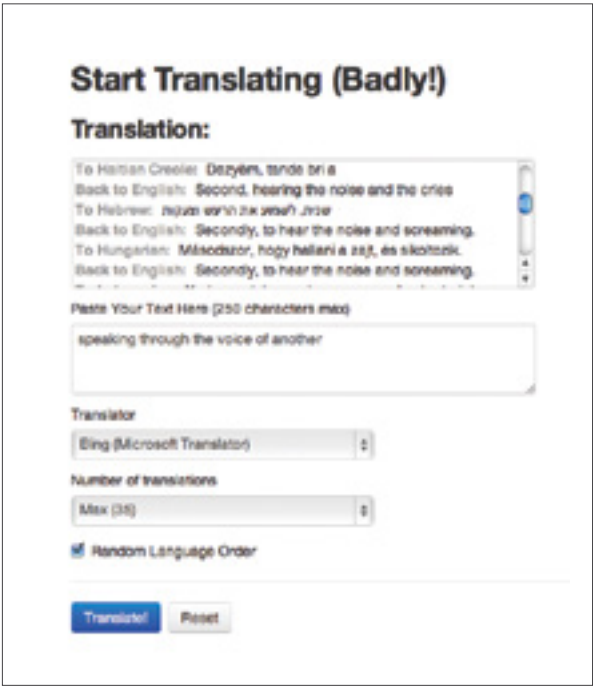 Start Translating (Badly!)
Translation:
To Haitian Creole: Dezyèm, tande bri a
Back to English: Second, hearing the noise and the cries
To Hebrew: שנית, לשמוע את הרעש
Back to English: Secondly, to hear the noise and screaming.
To Hungarian: Másodszor, hogy hallani a zajt, és sikoltozik.
Back to English: Secondly, to hear the noise and screaming.
Paste Your Text Here (250 characters max)
speaking through the voice of another
Translator
Bing (Microsoft Translator)
Number of translations
Max (35)
Random Language Order
Translate!
Reset